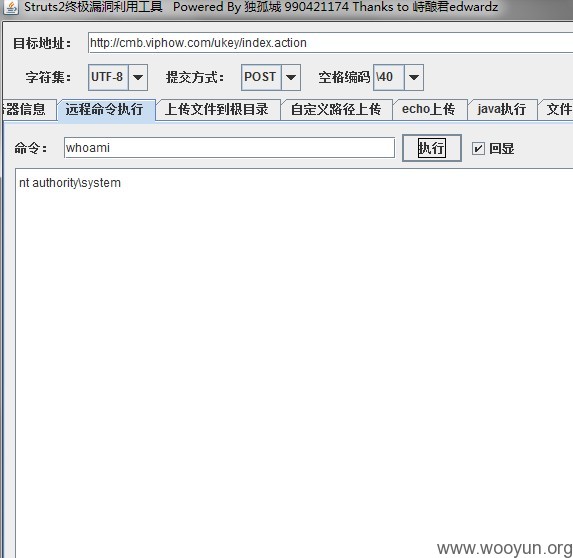 Struts2终极漏洞利用工具 Powered By 独孤城 990421174 Thanks to 峙酿君edwardz
目标地址： http://cmb.viphow.com/ukey/index.action
字符集： UTF-8 提交方式： POST 空格编码 \40
务器信息 远程命令执行 上传文件到根目录 自定义路径上传 echo上传 java执行 文件
命令： whoami 执行 回显
nt authority\system
www.wooyun.org